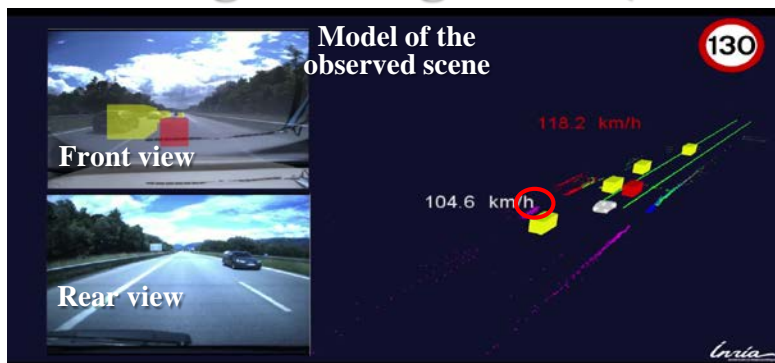 Model of the
observed scene
130
118.2 km/h
Front view
104.6 km/h
Rear view
Inria